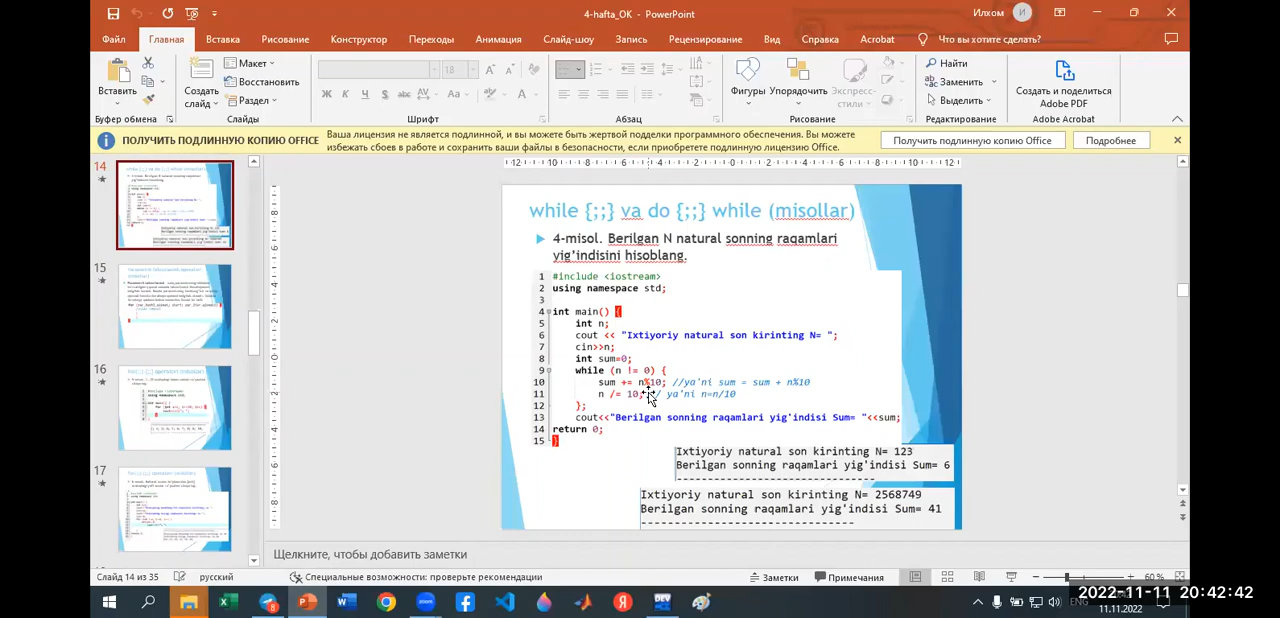 4-hafta_OK - PowerPoint
Илхом
И
Файл Главная Вставка Рисование Конструктор Переходы Анимация Слайд-шоу Запись Рецензирование Вид Справка Acrobat Что вы хотите сделать?
Вставить
Буфер обмена
Создать слайд
Макет
Восстановить
Раздел
Слайды
18
Ж К Ч S abc AV Aa А
Шрифт
Абзац
Фигуры Упорядочить Экспресс-стили
Рисование
Найти
Заменить
Выделить
Редактирование
Создать и поделиться Adobe PDF
Adobe Acrobat
ПОЛУЧИТЬ ПОДЛИННУЮ КОПИЮ OFFICE
Ваша лицензия не является подлинной, и вы можете быть жертвой подделки программного обеспечения. Вы можете
избежать сбоев в работе и сохранить ваши файлы в безопасности, если приобретете подлинную лицензию Office.
Получить подлинную копию Office
Подробнее
14
15
16
17
while {;;} do {;;} while (misollar)
4-misol. Berilgan N natural sonning raqamlari
yig'indisini hisoblang.
1 #include <iostream>
2 using namespace std;
3
4 int main() {
5 int n;
6 cout << "Ixtiyoriy natural son kirinting N= ";
7 cin>>n;
8 int sum=0;
9 while (n != 0) {
10 sum += n%10; //ya'ni sum = sum + n%10
11 n /= 10; ya'ni n=n/10
12 };
13 cout<<"Berilgan sonning raqamlari yig'indisi Sum= "<<sum;
14 return 0;
15 }
Ixtiyoriy natural son kirinting N= 123
Berilgan sonning raqamlari yig'indisi Sum= 6
--------------------------------
Ixtiyoriy natural son kirinting N= 2568749
Berilgan sonning raqamlari yig'indisi Sum= 41
--------------------------------
Щелкните, чтобы добавить заметки
Слайд 14 из 35 русский Специальные возможности: проверьте рекомендации Заметки Примечания 60 %
ENG
2022-11-11 20:42:42
11.11.2022